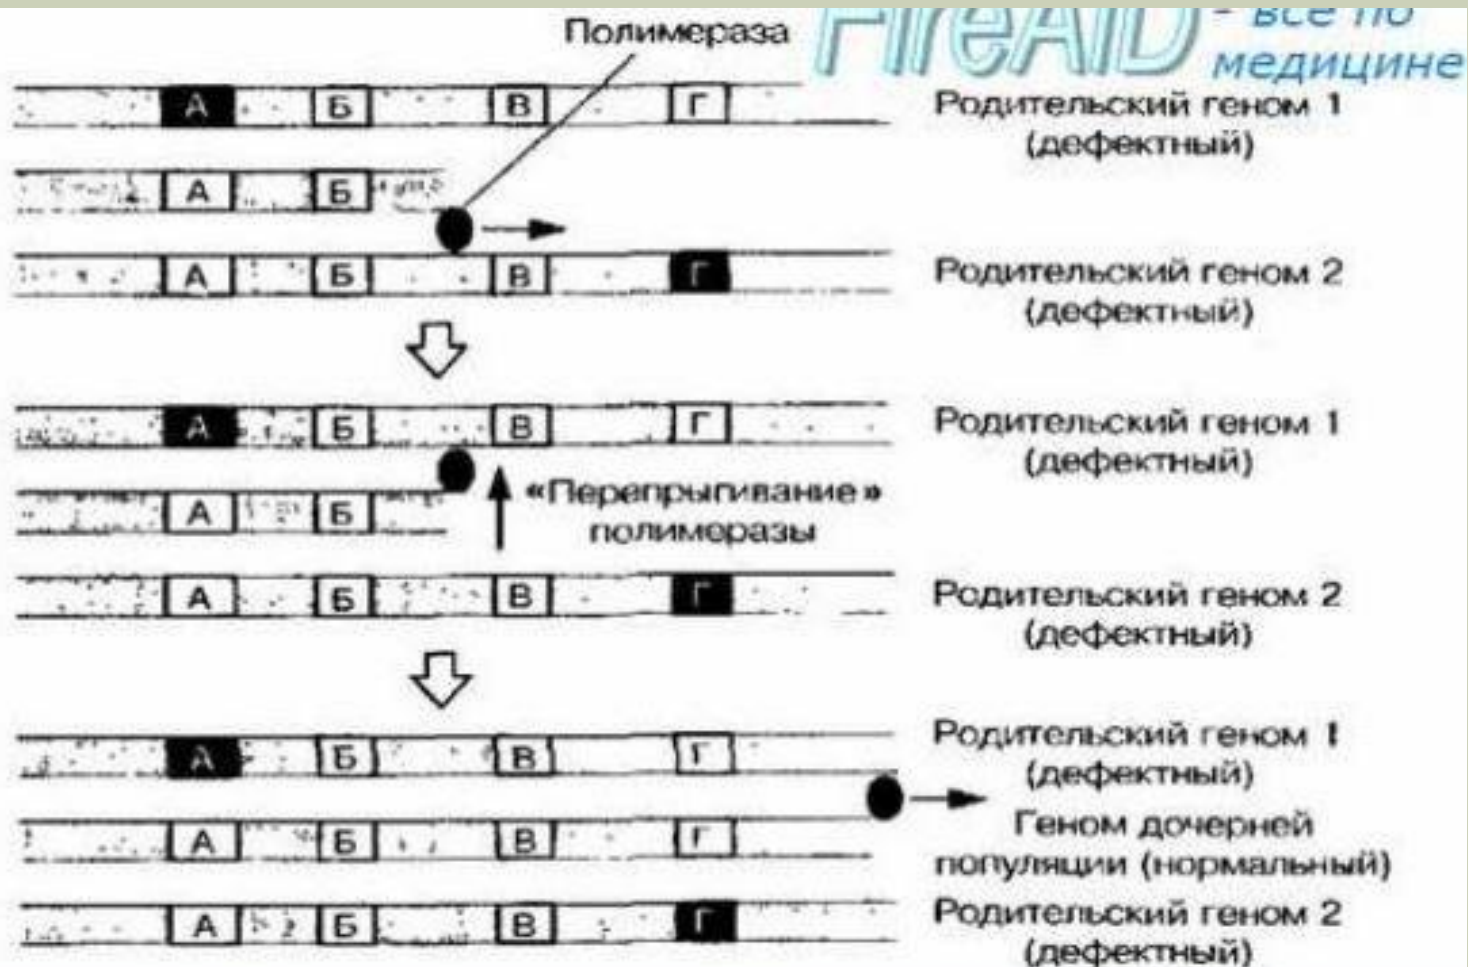 Полимераза
FireAiD - все по
медицине
А Б В Г
Родительский геном 1
(дефектный)
А Б
А Б В Г
Родительский геном 2
(дефектный)
А Б В Г
Родительский геном 1
(дефектный)
«Перепрыгивание»
полимеразы
А Б
А Б В Г
Родительский геном 2
(дефектный)
А Б В Г
Родительский геном 1
(дефектный)
А Б В Г
Геном дочерней
популяции (нормальный)
А Б В Г
Родительский геном 2
(дефектный)